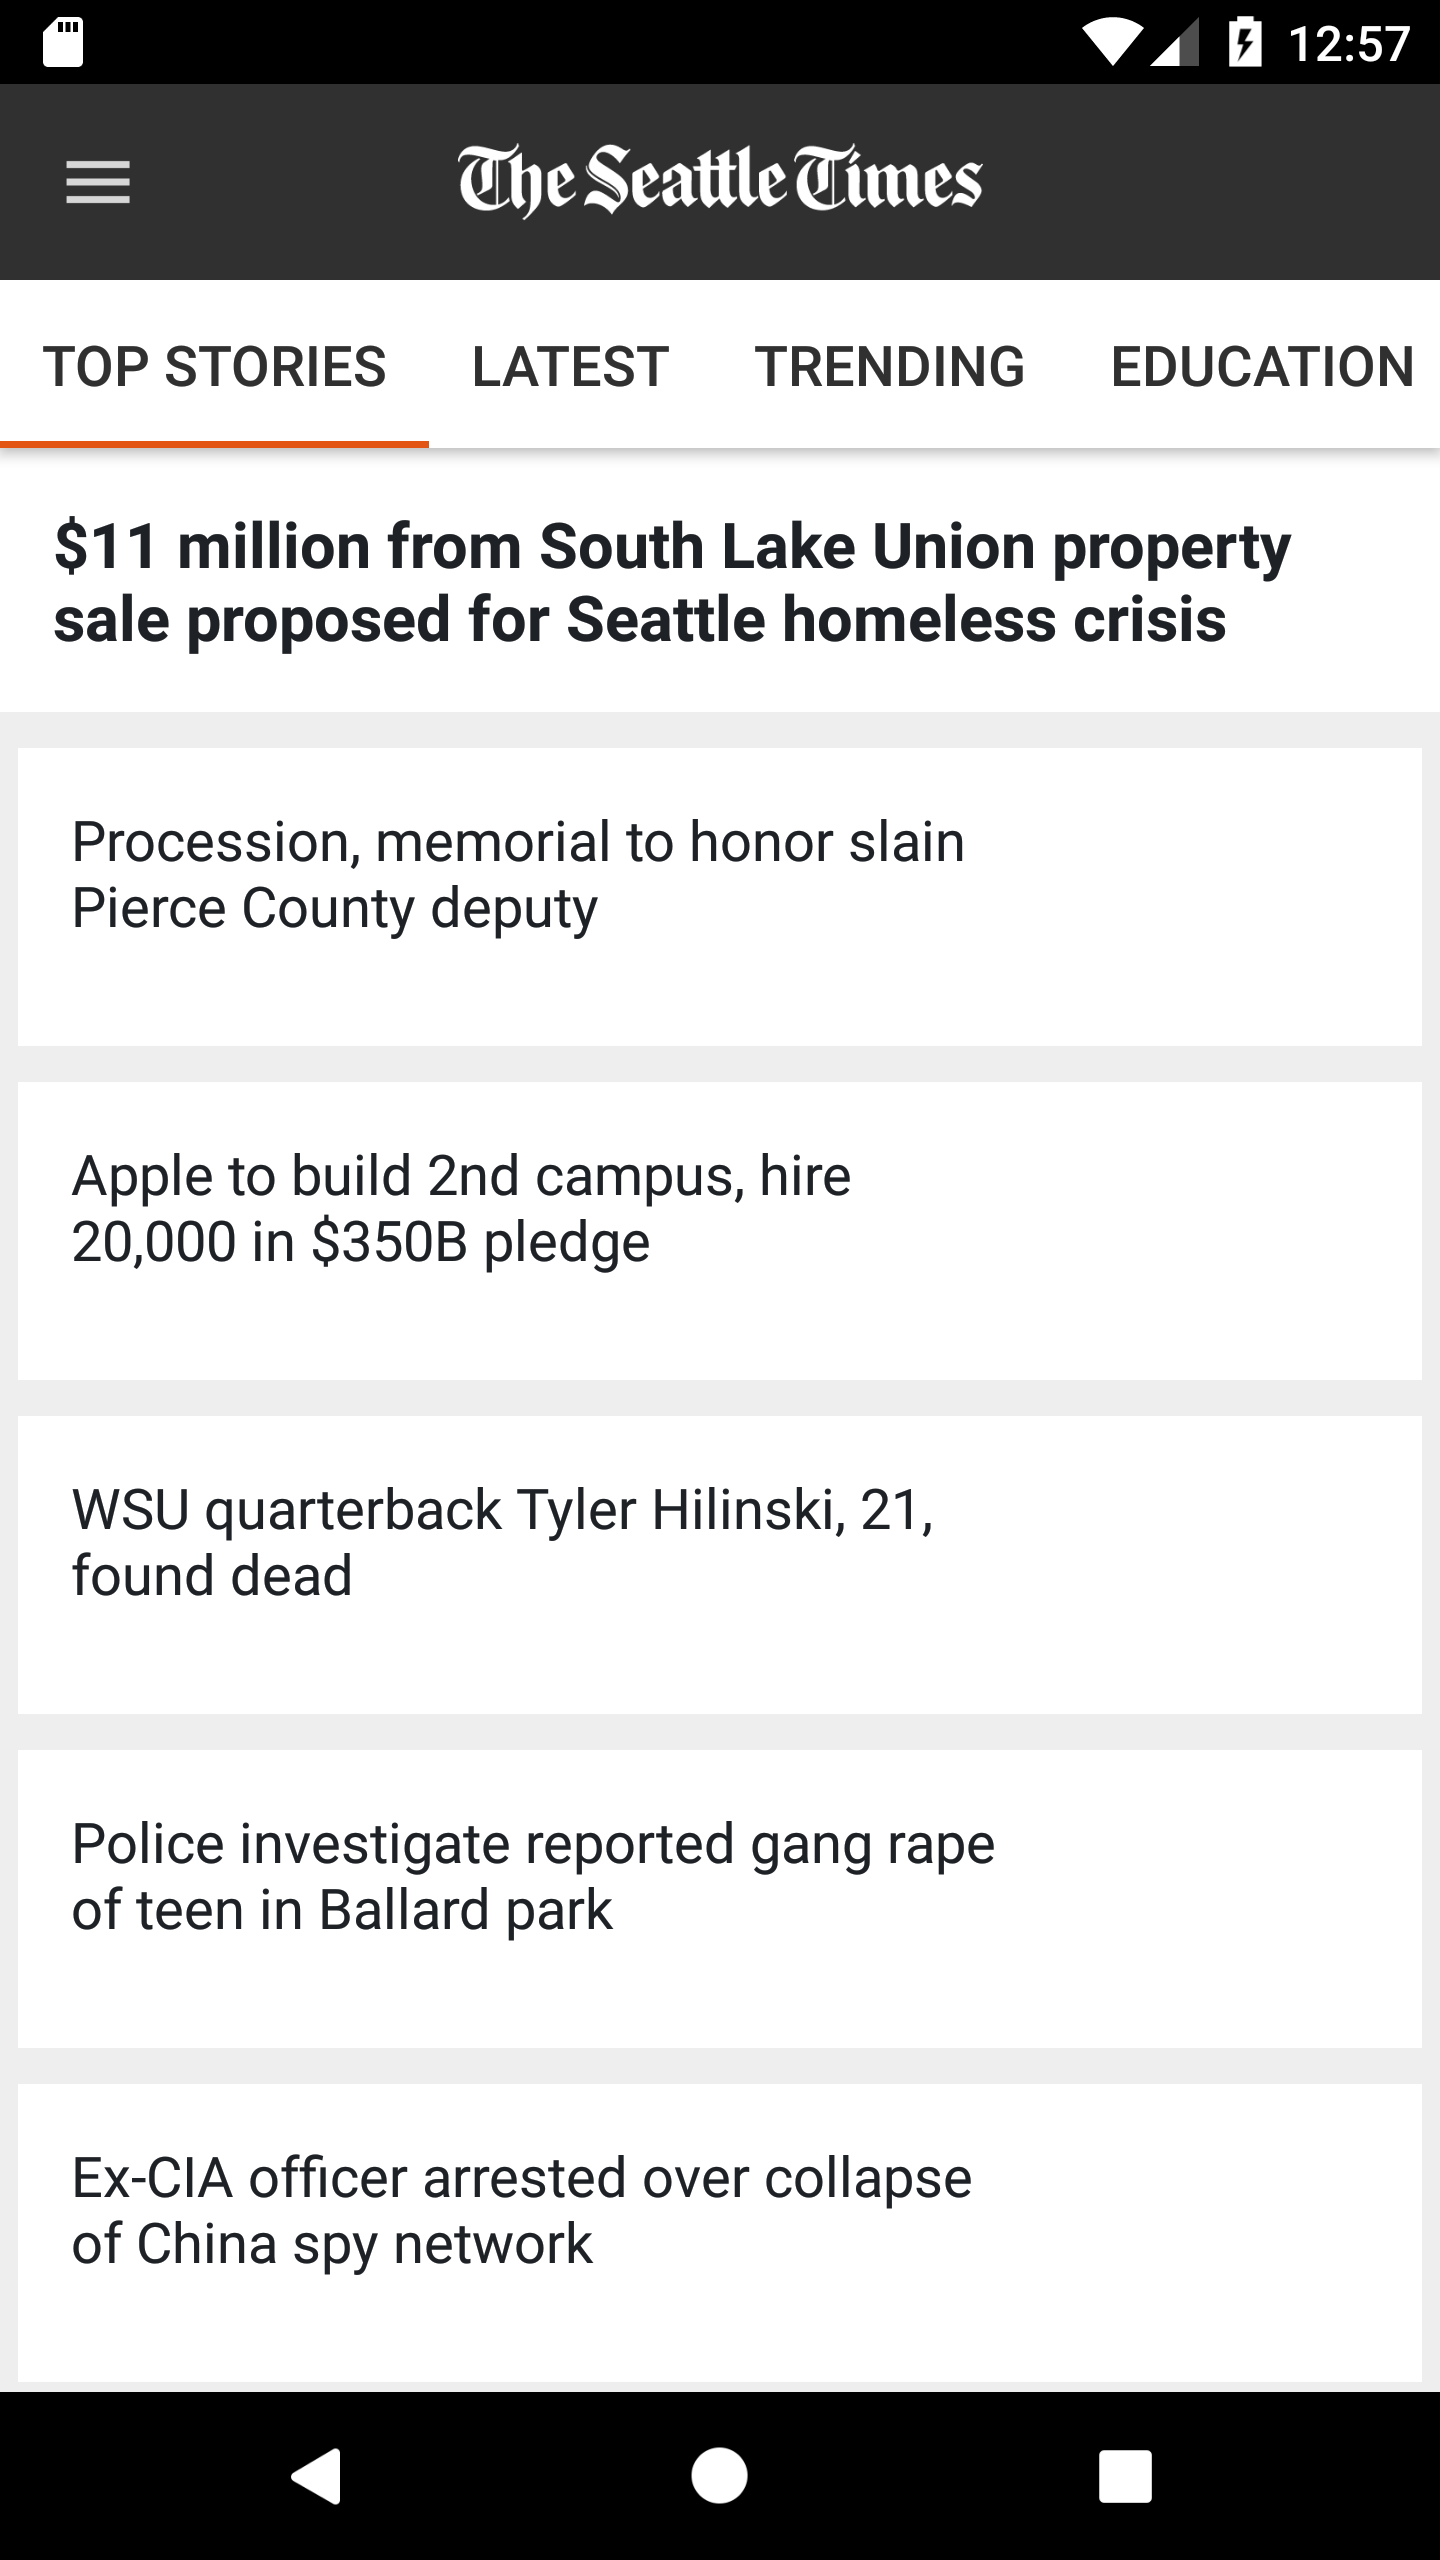 12:57
The Seattle Times
TOP STORIES LATEST TRENDING EDUCATION
$11 million from South Lake Union property
sale proposed for Seattle homeless crisis
Procession, memorial to honor slain
Pierce County deputy
Apple to build 2nd campus, hire
20,000 in $350B pledge
WSU quarterback Tyler Hilinski, 21,
found dead
Police investigate reported gang rape
of teen in Ballard park
Ex-CIA officer arrested over collapse
of China spy network